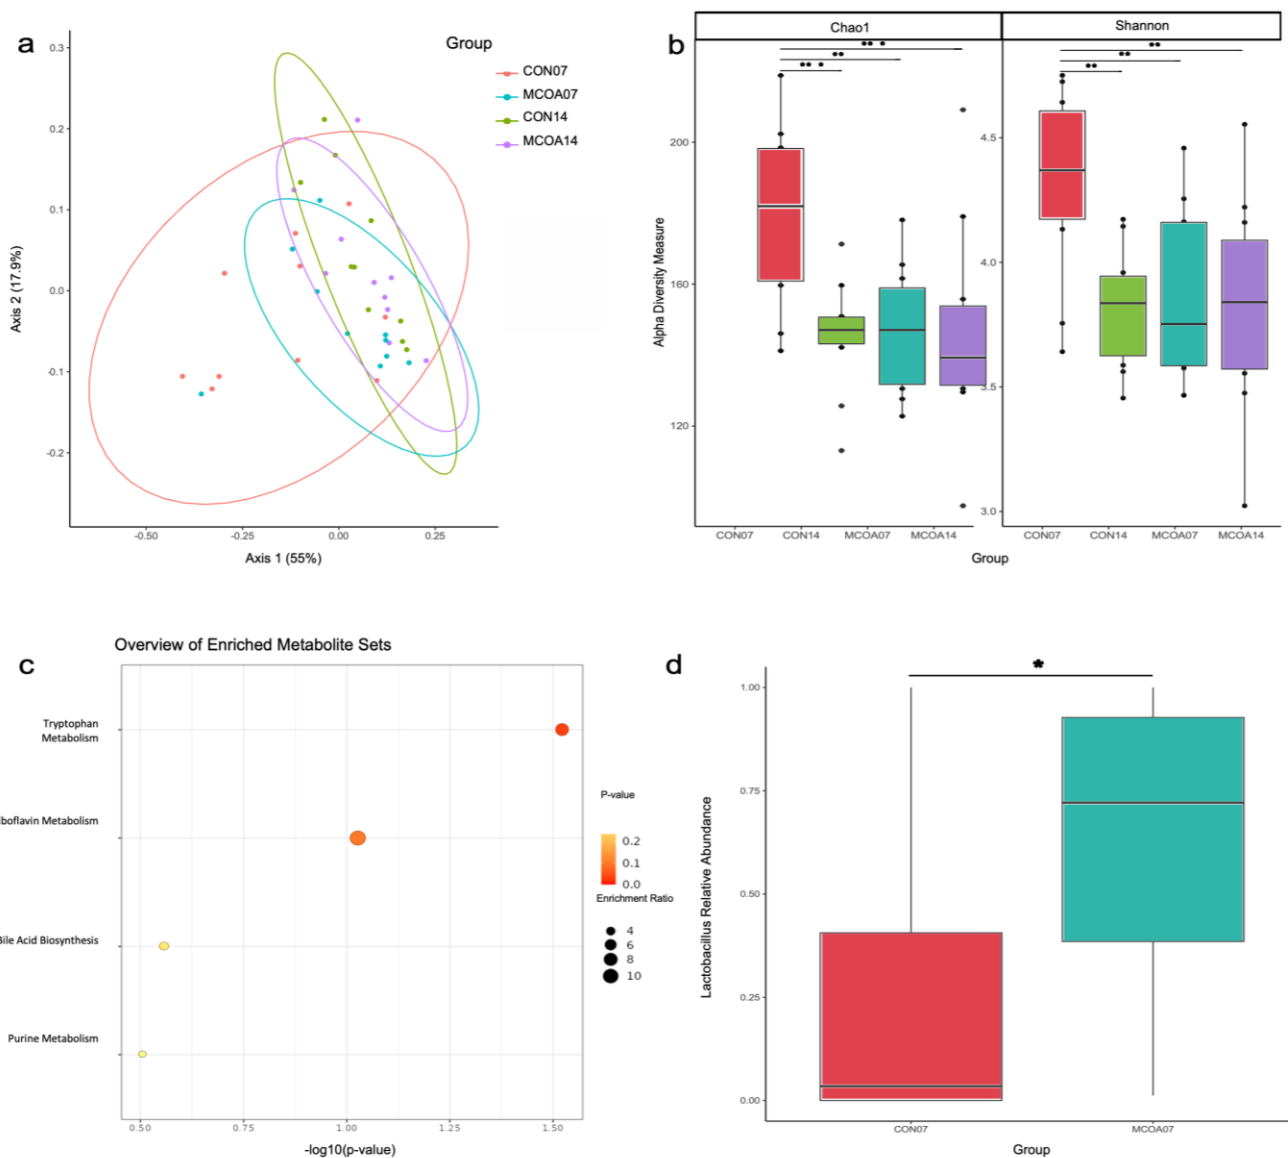 a
0.3
0.2
0.1
0.0
-0.1
-0.2
Axis 2 (17.9%)
-0.50
-0.25
0.00
0.25
Axis 1 (55%)
Group
CON07
MCOA07
CON14
MCOA14
b
Chao1
Shannon
** *
**
** *
**
**
**
200
160
120
4.5
4.0
3.5
3.0
Alpha Diversity Measure
CON07
CON14
MCOA07
MCOA14
CON07
CON14
MCOA07
MCOA14
Group
c
Overview of Enriched Metabolite Sets
Tryptophan
Metabolism
iboflavin Metabolism
Bile Acid Biosynthesis
Purine Metabolism
0.50
0.75
1.00
1.25
1.50
-log10(p-value)
P-value
0.2
0.1
0.0
Enrichment Ratio
4
6
8
10
d
*
1.00
0.75
0.50
0.25
0.00
Lactobacillus Relative Abundance
CON07
MCOA07
Group